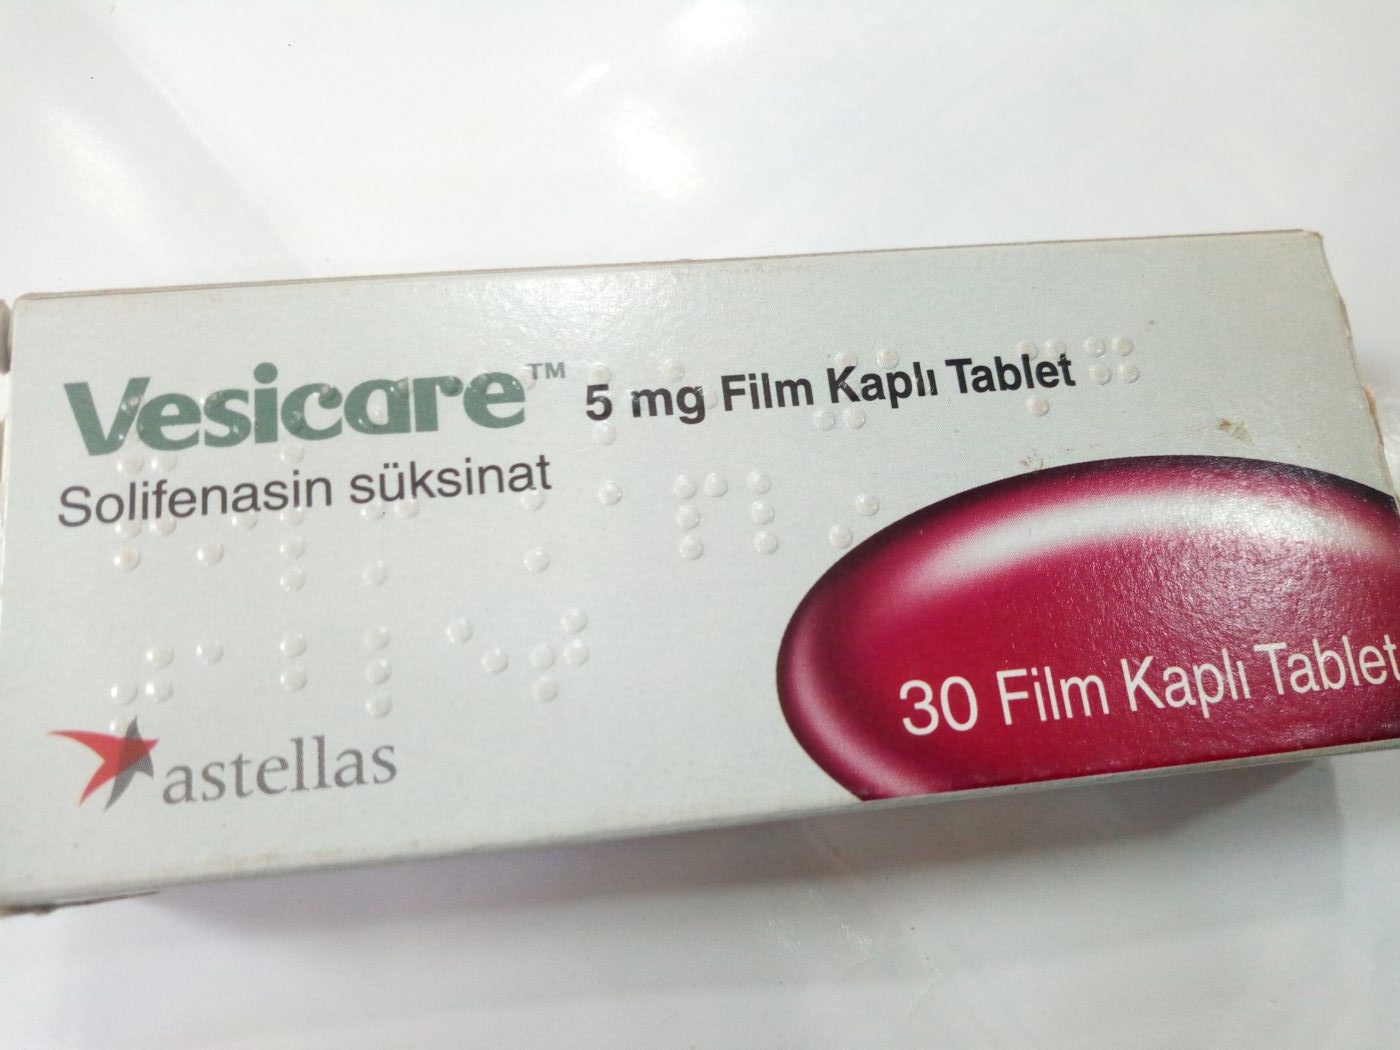 Vesicare™ 5 mg Film Kaplı Tablet
Solifenasin süksinat
30 Film Kaplı Tablet
astellas